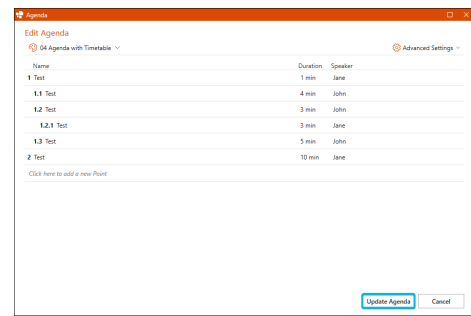 Agenda
Edit Agenda
04 Agenda with Timetable Advanced Settings
Name Duration Speaker
1 Test 1 min Jane
1.1 Test 4 min John
1.2 Test 3 min John
1.2.1 Test 3 min Jane
1.3 Test 5 min John
2 Test 10 min Jane
Click here to add a new Point
Update Agenda Cancel